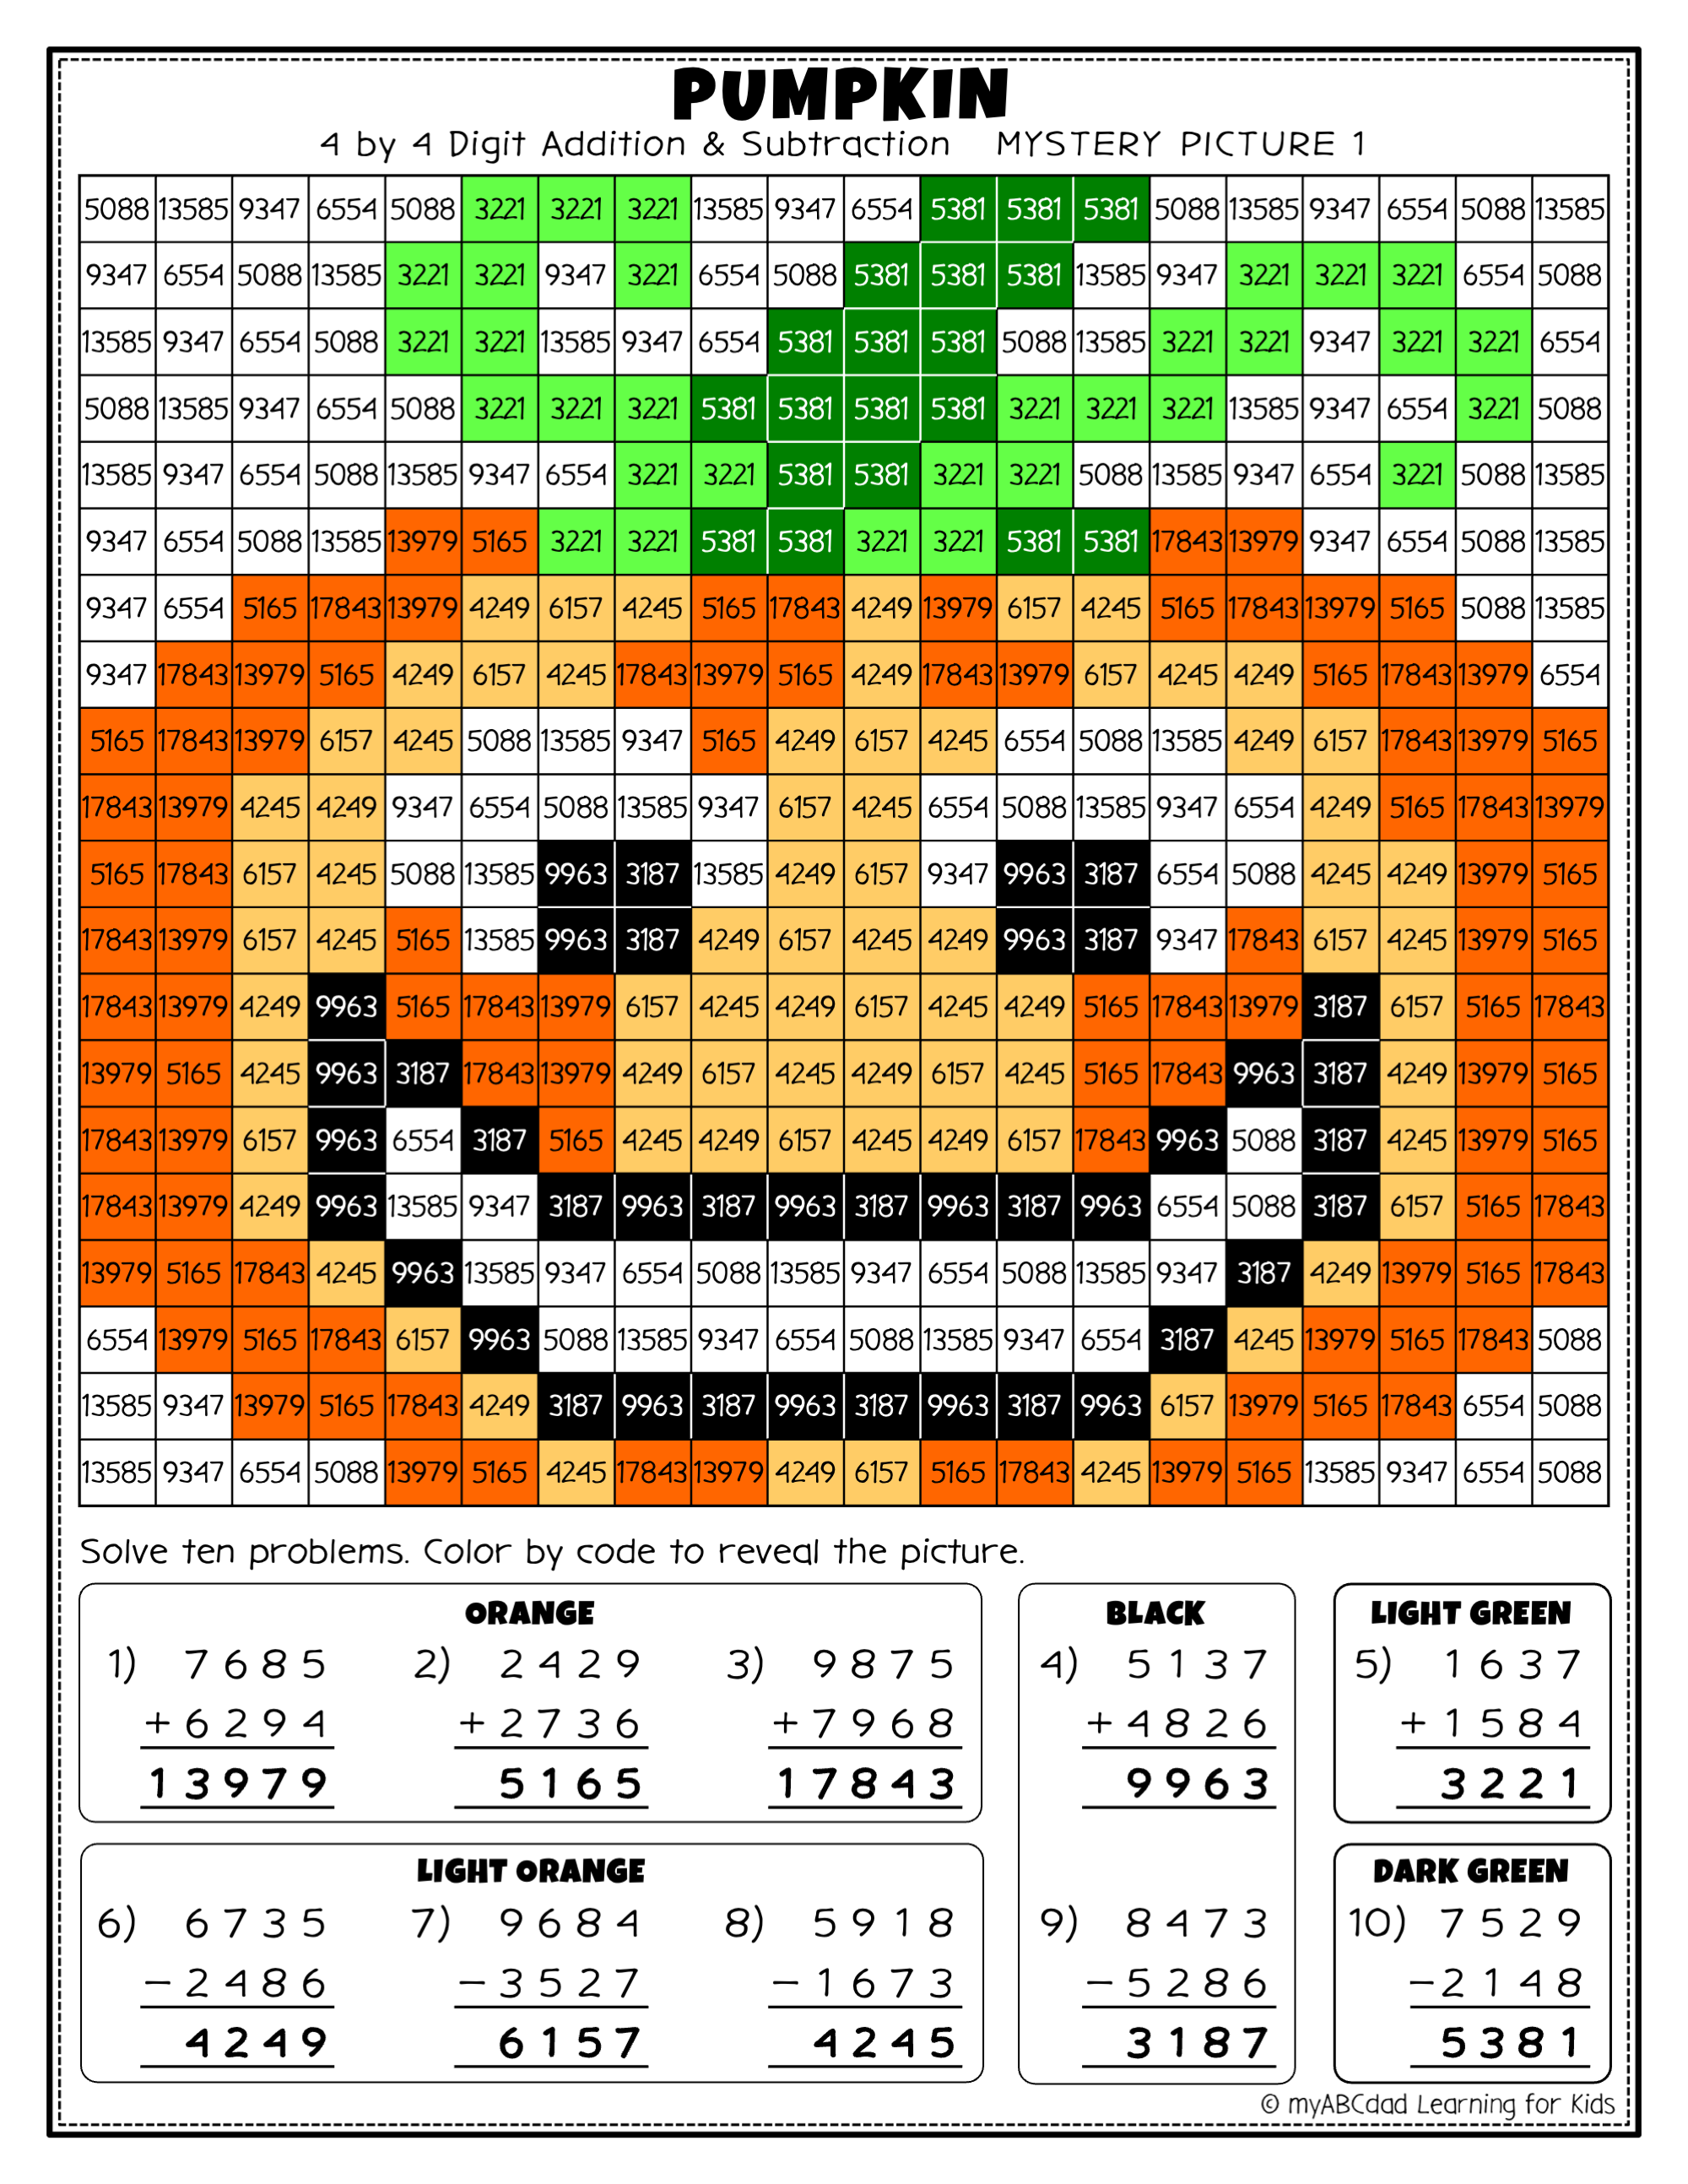 PUMPKIN
4 by 4 Digit Addition & Subtraction MYSTERY PICTURE 1
5088 13585 9347 6554 5088 3221 3221 3221 13585 9347 6554 5381 5381 5381 5088 13585 9347 6554 5088 13585
9347 6554 5088 13585 3221 3221 9347 3221 6554 5088 5381 5381 5381 13585 9347 3221 3221 3221 6554 5088
13585 9347 6554 5088 3221 3221 13585 9347 6554 5381 5381 5381 5088 13585 3221 3221 9347 3221 3221 6554
5088 13585 9347 6554 5088 3221 3221 3221 5381 5381 5381 5381 3221 3221 3221 13585 9347 6554 3221 5088
13585 9347 6554 5088 13585 9347 6554 3221 3221 5381 5381 3221 3221 5088 13585 9347 6554 3221 5088 13585
9347 6554 5088 13585 13979 5165 3221 3221 5381 5381 3221 3221 5381 5381 17843 13979 9347 6554 5088 13585
9347 6554 5165 17843 13979 4249 6157 4245 5165 17843 4249 13979 6157 4245 5165 17843 13979 5165 5088 13585
9347 17843 13979 5165 4249 6157 4245 17843 13979 5165 4249 17843 13979 6157 4245 4249 5165 17843 13979 6554
5165 17843 13979 6157 4245 5088 13585 9347 5165 4249 6157 4245 6554 5088 13585 4249 6157 17843 13979 5165
17843 13979 4245 4249 9347 6554 5088 13585 9347 6157 4245 6554 5088 13585 9347 6554 4249 5165 17843 13979
5165 17843 6157 4245 5088 13585 9963 3187 13585 4249 6157 9347 9963 3187 6554 5088 4245 4249 13979 5165
17843 13979 6157 4245 5165 13585 9963 3187 4249 6157 4245 4249 9963 3187 9347 17843 6157 4245 13979 5165
17843 13979 4249 9963 5165 17843 13979 6157 4245 4249 6157 4245 4249 5165 17843 13979 3187 6157 5165 17843
13979 5165 4245 9963 3187 17843 13979 4249 6157 4245 4249 6157 4245 5165 17843 9963 3187 4249 13979 5165
17843 13979 6157 9963 6554 3187 5165 4245 4249 6157 4245 4249 6157 17843 9963 5088 3187 4245 13979 5165
17843 13979 4249 9963 13585 9347 3187 9963 3187 9963 3187 9963 3187 9963 6554 5088 3187 6157 5165 17843
13979 5165 17843 4245 9963 13585 9347 6554 5088 13585 9347 6554 5088 13585 9347 3187 4249 13979 5165 17843
6554 13979 5165 17843 6157 9963 5088 13585 9347 6554 5088 13585 9347 6554 3187 4245 13979 5165 17843 5088
13585 9347 13979 5165 17843 4249 3187 9963 3187 9963 3187 9963 3187 9963 6157 13979 5165 17843 6554 5088
13585 9347 6554 5088 13979 5165 4245 17843 13979 4249 6157 5165 17843 4245 13979 5165 13585 9347 6554 5088
Solve ten problems. Color by code to reveal the picture.
ORANGE
1) 7685
+6294
13979
2) 2429
+2736
5165
3) 9875
+7968
17843
BLACK
4) 5137
+4826
9963
LIGHT GREEN
5) 1637
+1584
3221
LIGHT ORANGE
6) 6735
-2486
4249
7) 9684
-3527
6157
8) 5918
-1673
4245
9) 8473
-5286
3187
DARK GREEN
10) 7529
-2148
5381
© myABCdad Learning for Kids